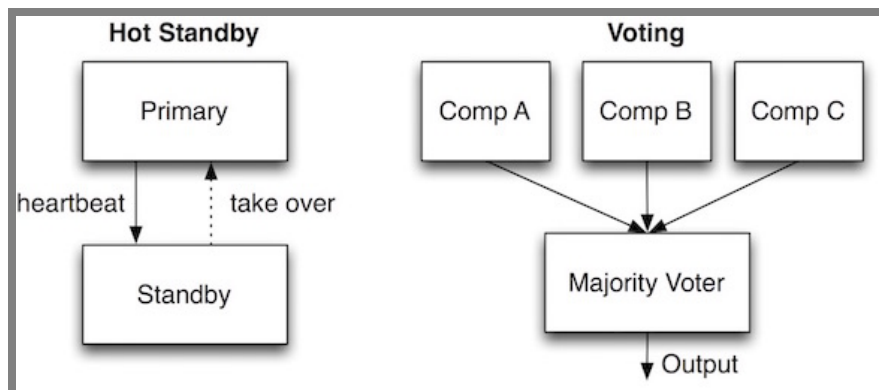 Hot Standby
Primary
heartbeat
take over
Standby
Voting
Comp A
Comp B
Comp C
Majority Voter
Output